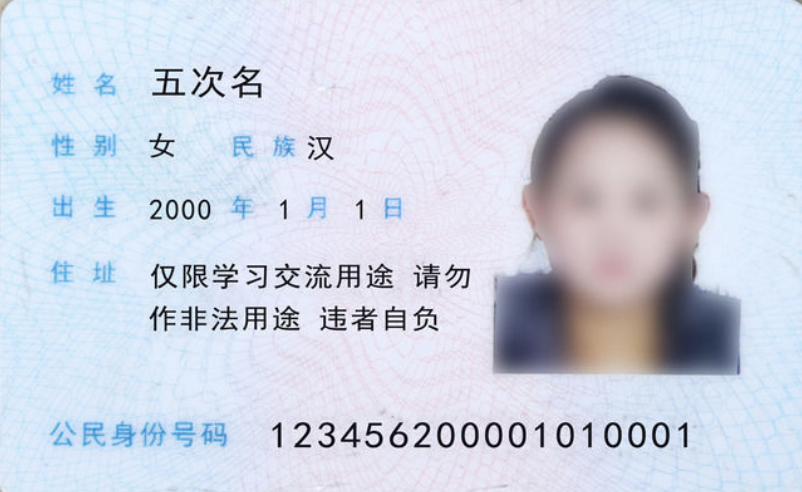 姓名 五次名
性别 女 民族 汉
出生 2000 年 1 月 1 日
住址 仅限学习交流用途 请勿
作非法用途 违者自负
公民身份号码 123456200001010001